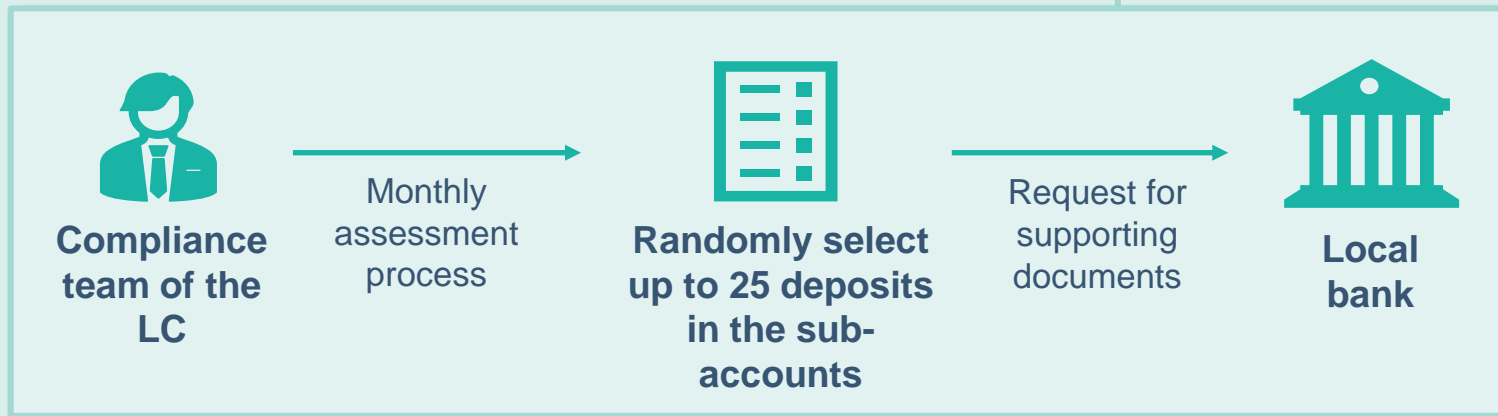 Compliance
team of the
LC
Monthly
assessment
process
Randomly select
up to 25 deposits
in the sub-
accounts
Request for
supporting
documents
Local
bank